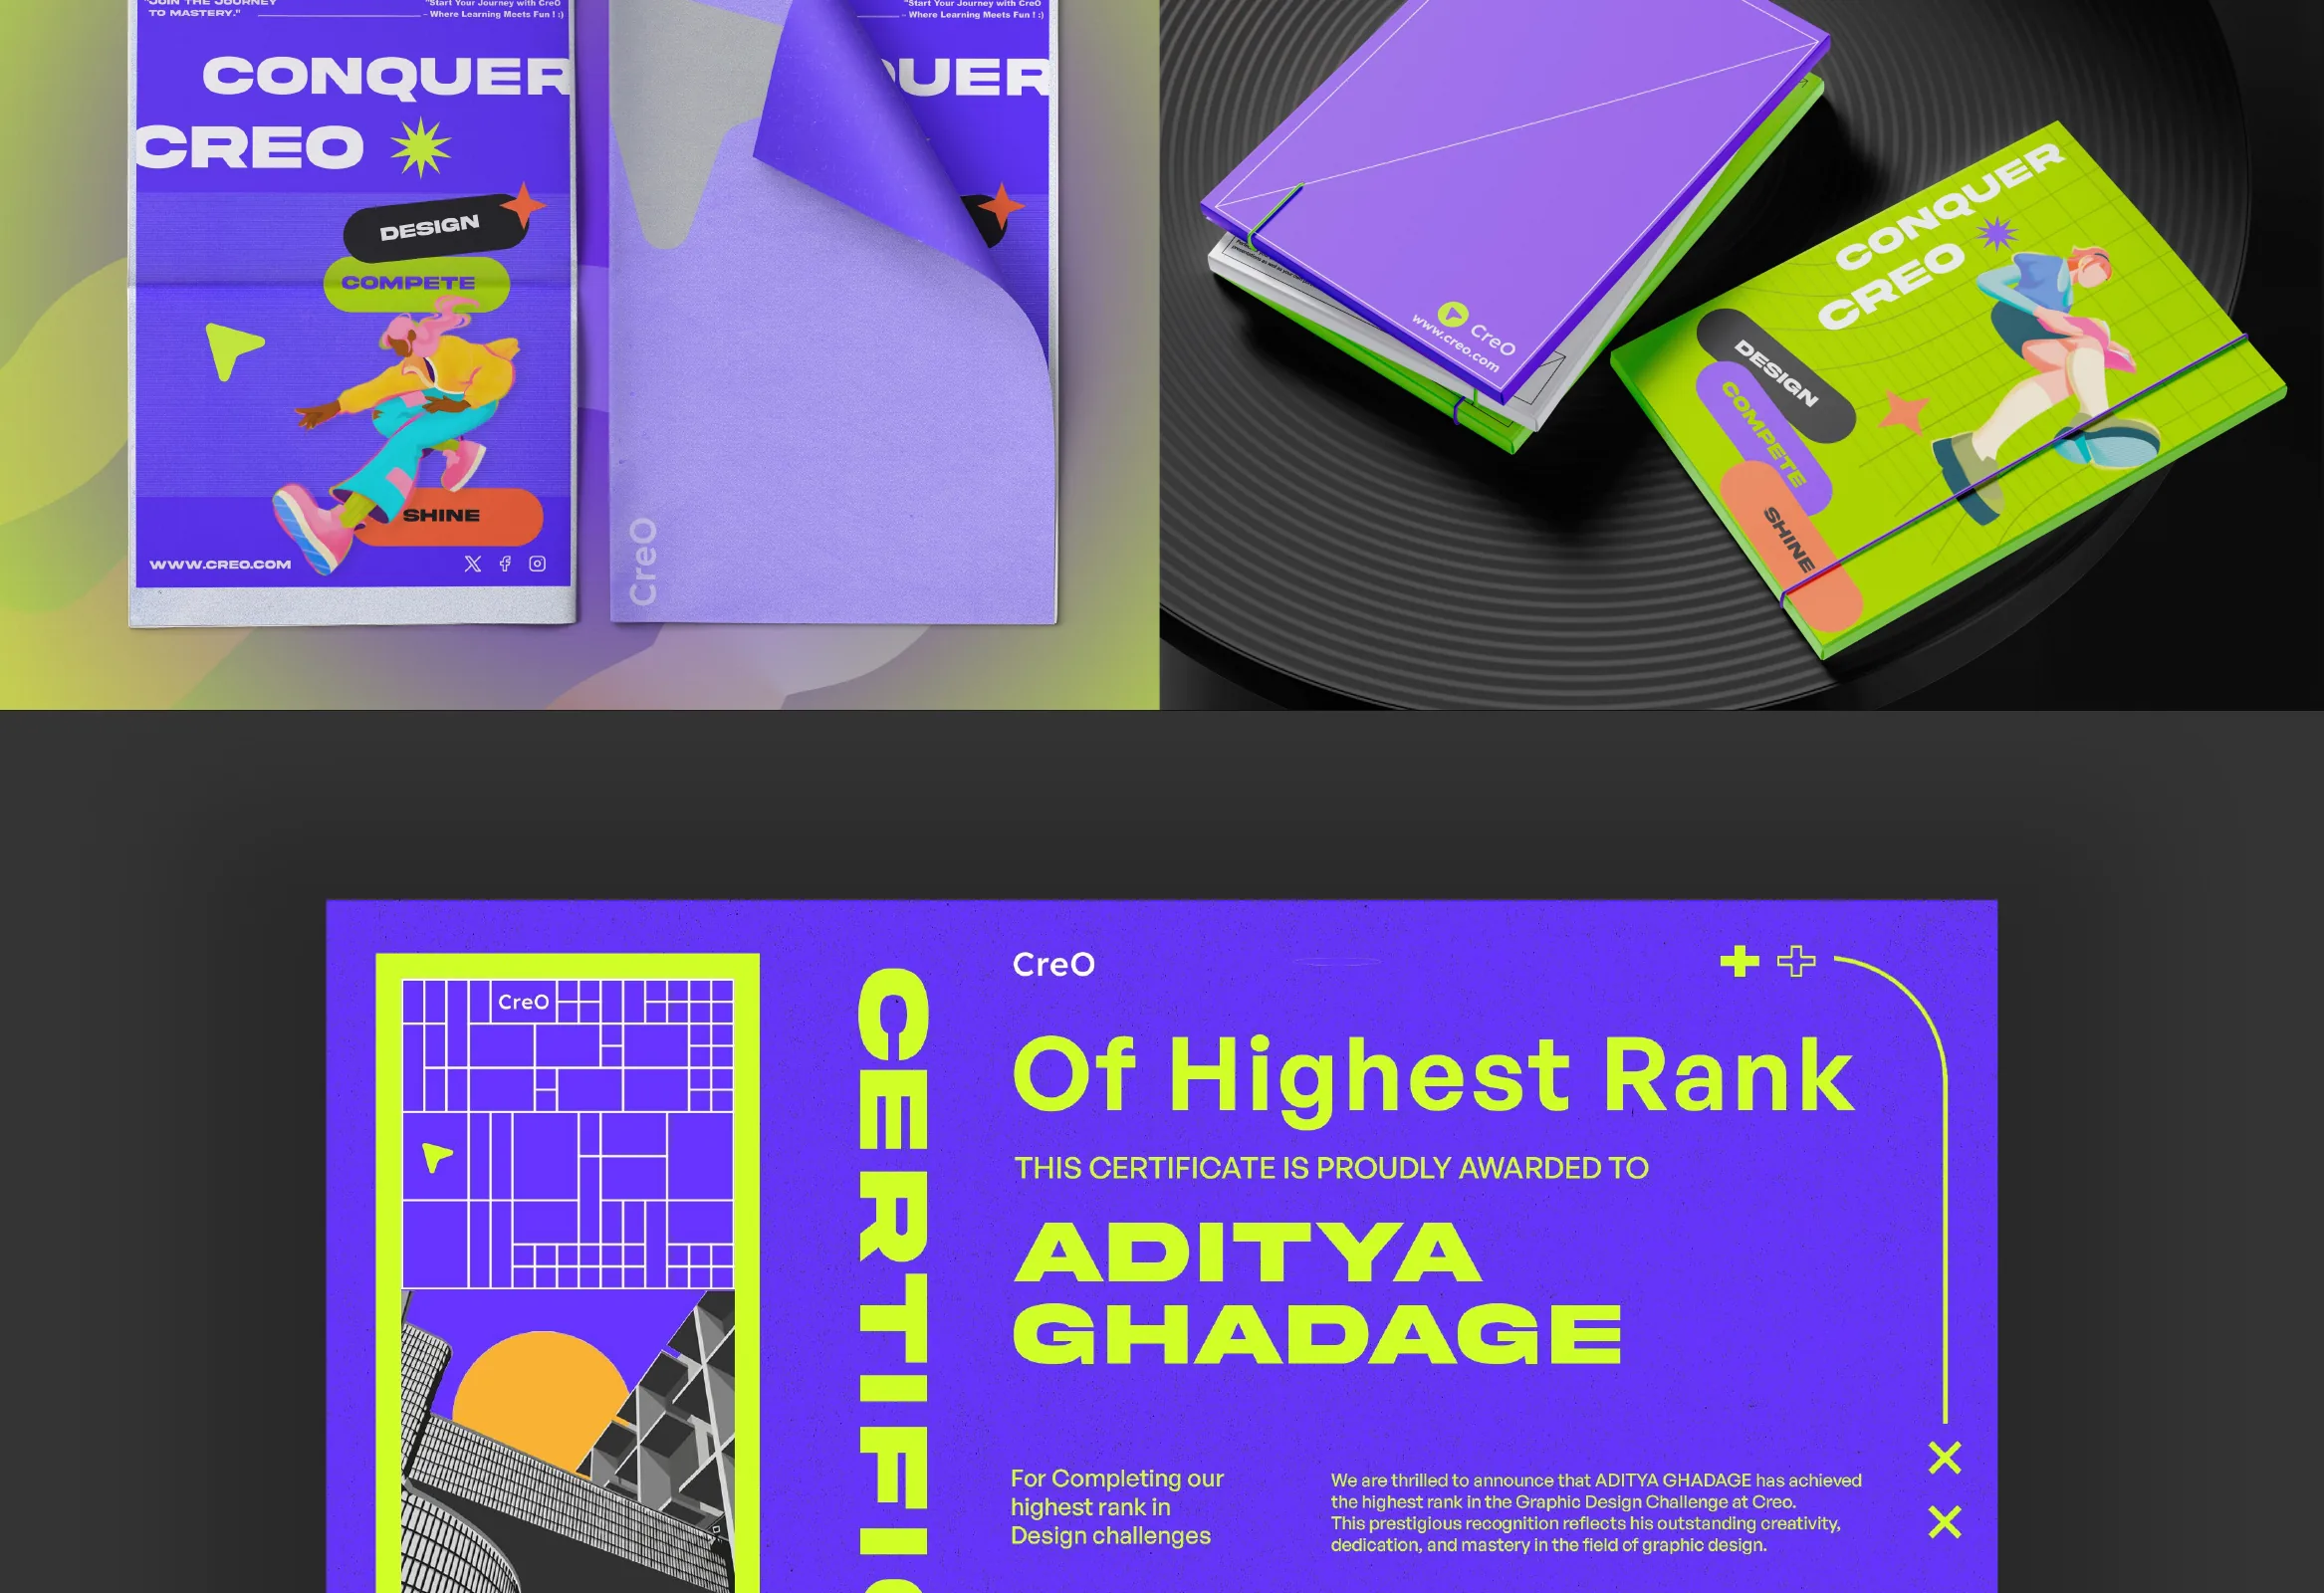 "JOIN THE JOURNEY
TO MASTERY."
"Start Your Journey with CreO
- Where Learning Meets Fun ! :)
CONQUER
CREO
DESIGN
COMPETE
SHINE
WWW.CREO.COM
"Start Your Journey with CreO
- Where Learning Meets Fun ! :)
QUER
CreO
CreO
www.creo.com
CONQUER
CREO
DESIGN
COMPETE
SHINE
CreO
CERTIFIC
CreO
Of Highest Rank
THIS CERTIFICATE IS PROUDLY AWARDED TO
ADITYA
GHADAGE
For Completing our
highest rank in
Design challenges
We are thrilled to announce that ADITYA GHADAGE has achieved
the highest rank in the Graphic Design Challenge at Creo.
This prestigious recognition reflects his outstanding creativity,
dedication, and mastery in the field of graphic design.